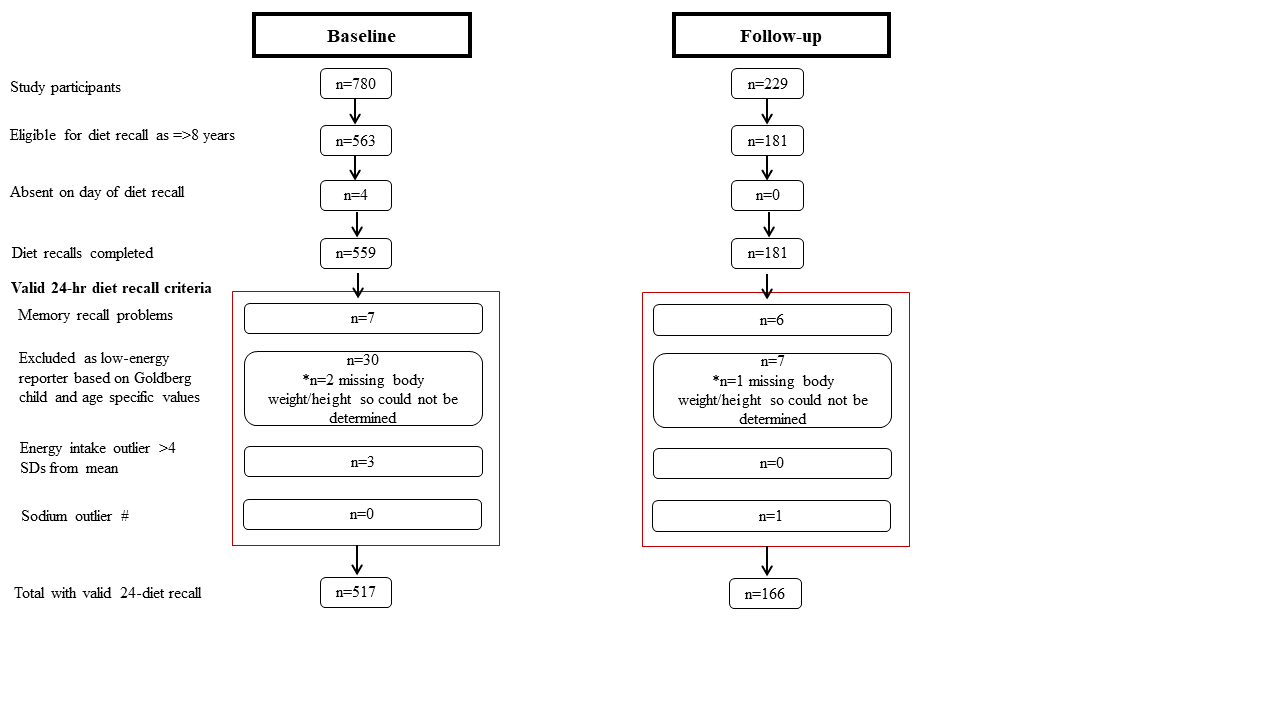 Baseline
Follow-up
Study participants
n=780
n=229
Eligible for diet recall as =>8 years
n=563
n=181
Absent on day of diet recall
n=4
n=0
Diet recalls completed
n=559
n=181
Valid 24-hr diet recall criteria
Memory recall problems
n=7
n=6
Excluded as low-energy
reporter based on Goldberg
child and age specific values
n=30
*n=2 missing body
weight/height so could not be
determined
n=7
*n=1 missing body
weight/height so could not be
determined
Energy intake outlier >4
SDs from mean
n=3
n=0
Sodium outlier #
n=0
n=1
Total with valid 24-diet recall
n=517
n=166